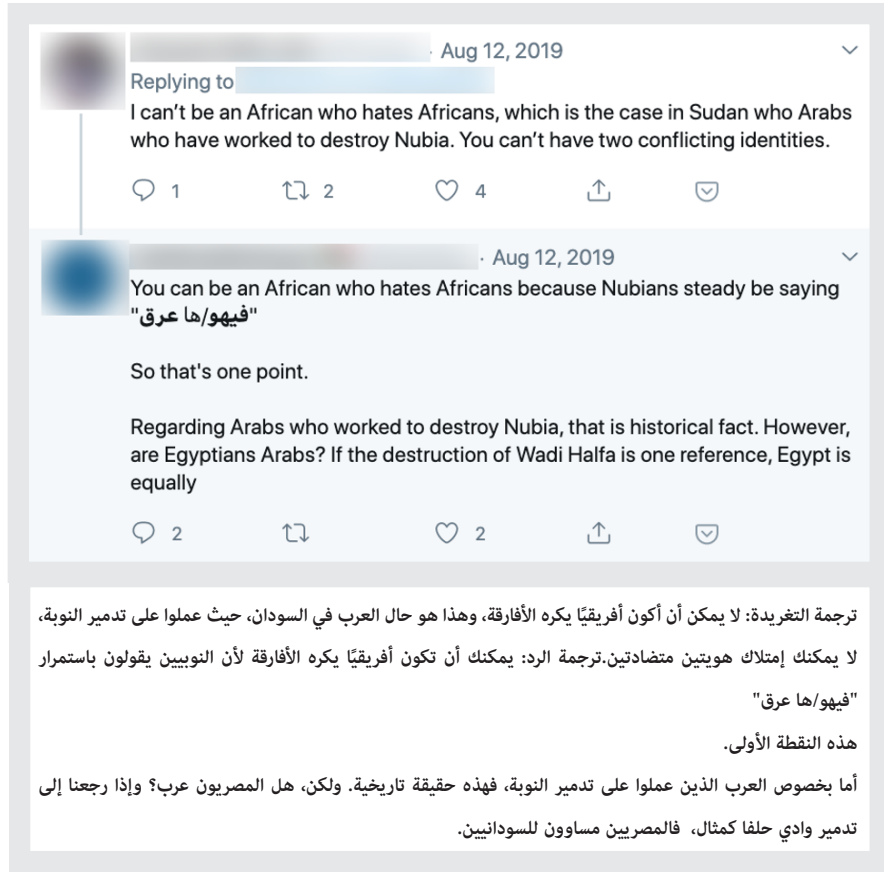 · Aug 12, 2019
Replying to
I can't be an African who hates Africans, which is the case in Sudan who Arabs
who have worked to destroy Nubia. You can't have two conflicting identities.
1 2 4
· Aug 12, 2019
You can be an African who hates Africans because Nubians steady be saying
"فيهو/ها عرق"
So that's one point.
Regarding Arabs who worked to destroy Nubia, that is historical fact. However,
are Egyptians Arabs? If the destruction of Wadi Halfa is one reference, Egypt is
equally
2 2
ترجمة التغريدة: لا يمكن أن أكون أفريقيًا يكره الأفارقة، وهذا هو حال العرب في السودان، حيث عملوا على تدمير النوبة،
لا يمكنك إمتلاك هويتين متضادتين.ترجمة الرد: يمكنك أن تكون أفريقيًا يكره الأفارقة لأن النوبيين يقولون باستمرار
"فيهو/ها عرق"
هذه النقطة الأولى.
أما بخصوص العرب الذين عملوا على تدمير النوبة، فهذه حقيقة تاريخية. ولكن، هل المصريون عرب؟ وإذا رجعنا إلى
تدمير وادي حلفا كمثال، فالمصريين مساوون للسودانيين.